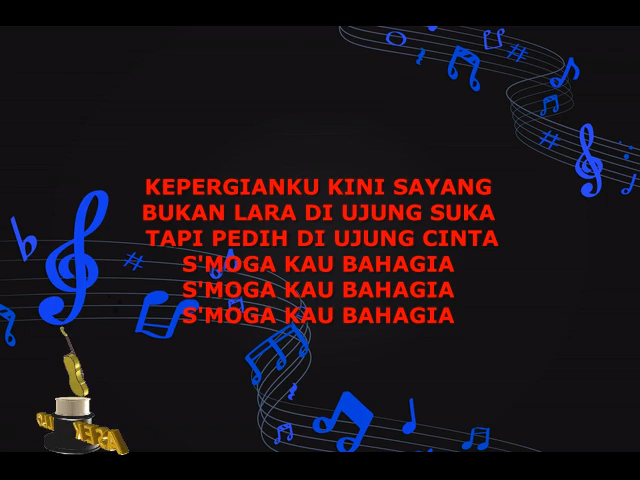 KEPERGIANKU KINI SAYANG
BUKAN LARA DI UJUNG SUKA
TAPI PEDIH DI UJUNG CINTA
S'MOGA KAU BAHAGIA
S'MOGA KAU BAHAGIA
S'MOGA KAU BAHAGIA